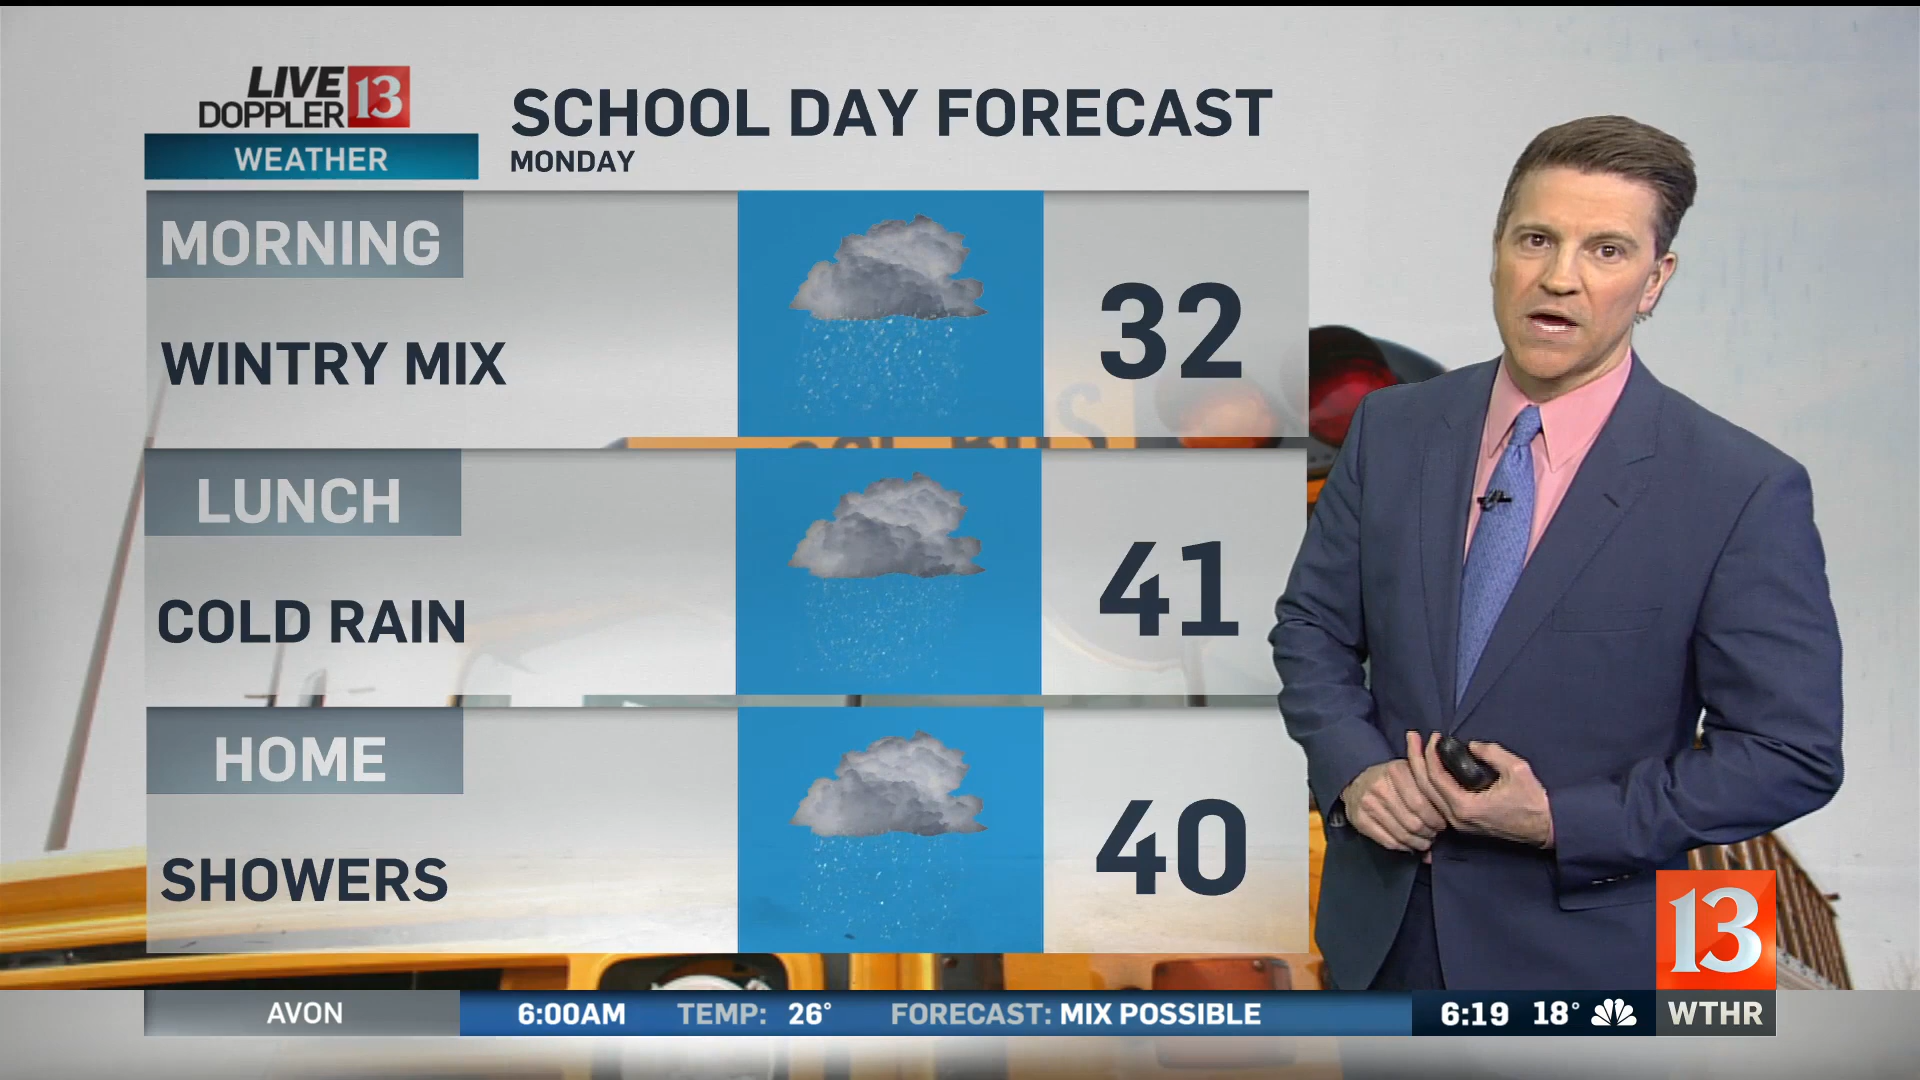 LIVE
DOPPLER 13
WEATHER
SCHOOL DAY FORECAST
MONDAY
MORNING
WINTRY MIX
32
LUNCH
COLD RAIN
41
HOME
SHOWERS
40
13
AVON
6:00AM TEMP: 26° FORECAST: MIX POSSIBLE
6:19 18°
WTHR